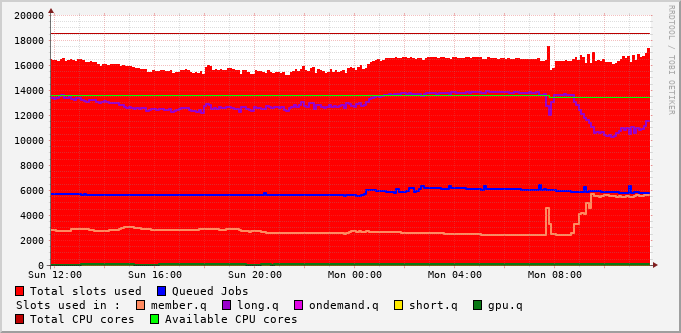 20000
18000
16000
14000
12000
10000
8000
6000
4000
2000
0
Sun 12:00 Sun 16:00 Sun 20:00 Mon 00:00 Mon 04:00 Mon 08:00
Total slots used Queued Jobs
Slots used in : member.q long.q ondemand.q short.q gpu.q
Total CPU cores Available CPU cores
RRDTOOL / TOBI OETIKER